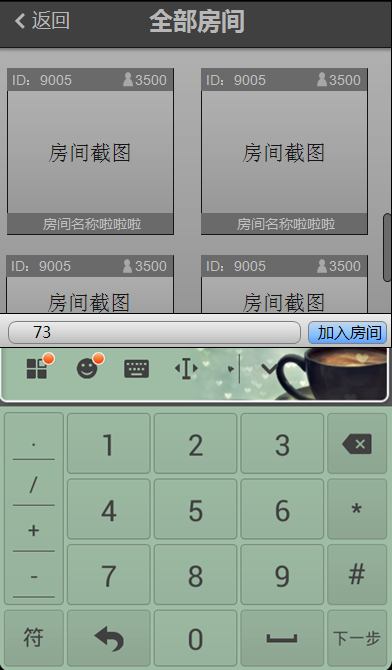 返回 全部房间
ID：9005 3500 ID：9005 3500
房间截图 房间截图
房间名称啦啦啦 房间名称啦啦啦
ID：9005 3500 ID：9005 3500
房间截图 房间截图
73 加入房间
. 1 2 3
/ 4 5 6 *
+
- 7 8 9 #
符 0 下一步